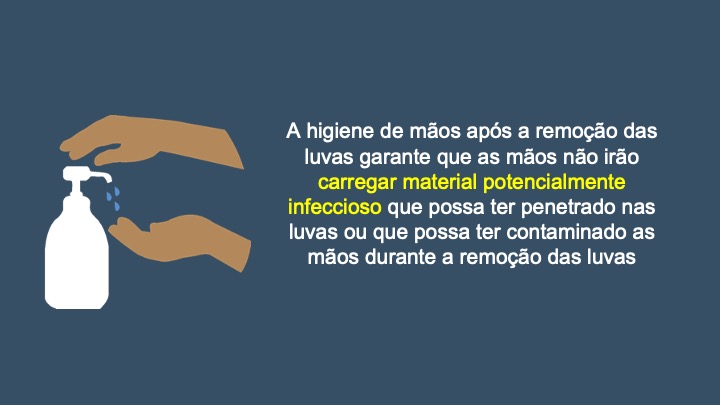 A higiene de mãos após a remoção das
luvas garante que as mãos não irão
carregar material potencialmente
infeccioso que possa ter penetrado nas
luvas ou que possa ter contaminado as
mãos durante a remoção das luvas